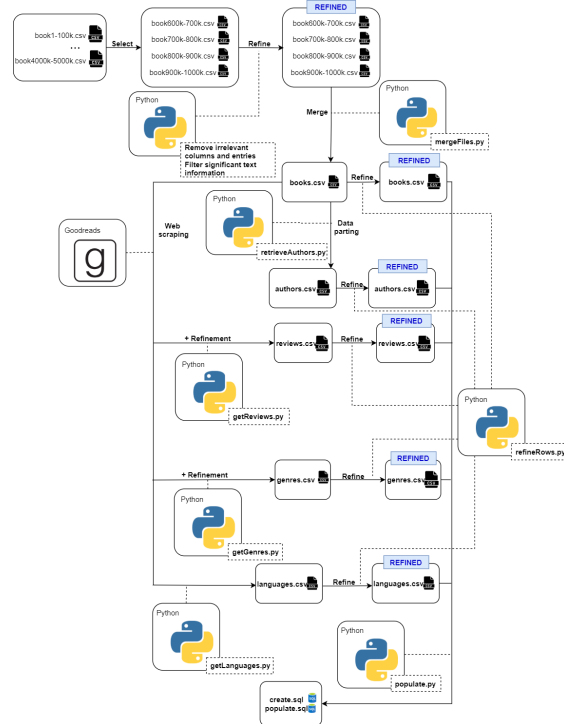 REFINED
book1-100k.csv
...
book4000k-5000k.csv
Select
book600k-700k.csv
book700k-800k.csv
book800k-900k.csv
book900k-1000k.csv
Refine
book600k-700k.csv
book700k-800k.csv
book800k-900k.csv
book900k-1000k.csv
Python
Remove irrelevant
columns and entries
Filter significant text
information
Merge
Python
mergeFiles.py
books.csv
Refine
REFINED
books.csv
Goodreads
g
Web
scraping
Python
retrieveAuthors.py
Data
parting
authors.csv
Refine
REFINED
authors.csv
+ Refinement
Python
getReviews.py
reviews.csv
Refine
REFINED
reviews.csv
Python
refineRows.py
+ Refinement
Python
getGenres.py
genres.csv
Refine
REFINED
genres.csv
languages.csv
Refine
REFINED
languages.csv
Python
getLanguages.py
Python
populate.py
create.sql
populate.sql